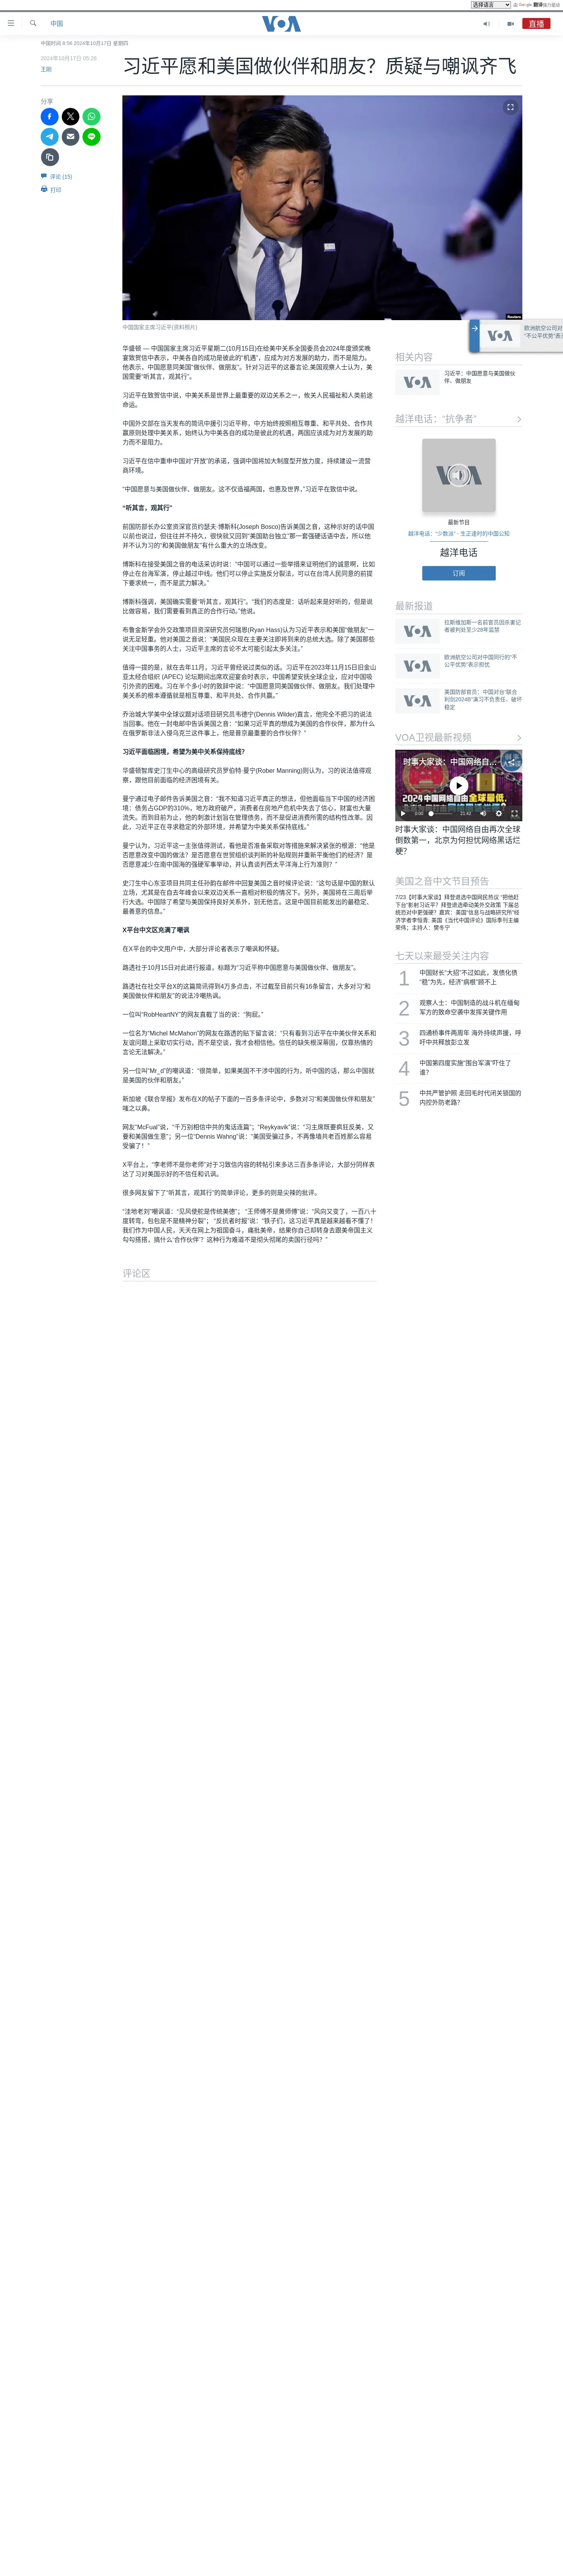 选择语言
由 Google 翻译强力驱动
中国
VOA
直播
中国时间 8:56 2024年10月17日 星期四
2024年10月17日 05:28
王刚
习近平愿和美国做伙伴和朋友？质疑与嘲讽齐飞
分享
评论 (15)
打印
Reuters
中国国家主席习近平(资料照片)
华盛顿 — 中国国家主席习近平星期二(10月15日)在给美中关系全国委员会2024年度颁奖晚
宴致贺信中表示，中美各自的成功是彼此的“机遇”，应成为对方发展的助力，而不是阻力。
他表示，中国愿意同美国“做伙伴、做朋友”。针对习近平的这番言论,美国观察人士认为，美
国需要“听其言，观其行”。
习近平在致贺信中说，中美关系是世界上最重要的双边关系之一，攸关人民福祉和人类前途
命运。
中国外交部在当天发布的简讯中援引习近平称，中方始终按照相互尊重、和平共处、合作共
赢原则处理中美关系，始终认为中美各自的成功是彼此的机遇，两国应该成为对方发展的助
力而不是阻力。
习近平在信中重申中国对“开放”的承诺，强调中国将加大制度型开放力度，持续建设一流营
商环境。
“中国愿意与美国做伙伴、做朋友。这不仅造福两国，也惠及世界，”习近平在致信中说。
“听其言，观其行”
前国防部长办公室资深官员约瑟夫·博斯科(Joseph Bosco)告诉美国之音，这种示好的话中国
以前也说过，但往往并不持久，很快就又回到“美国助台独立”那一套强硬话语中去，所以他
并不认为习的“和美国做朋友”有什么重大的立场改变。
博斯科在接受美国之音的电话采访时说：“中国可以通过一些举措来证明他们的诚意啊，比如
停止在台海军演，停止越过中线。他们可以停止实施反分裂法，可以在台湾人民同意的前提
下要求统一，而不是武力解决。”
博斯科强调，美国确实需要“听其言，观其行”，“我们的态度是：话听起来是好听的，但是说
比做容易，我们需要看到真正的合作行动。”他说。
布鲁金斯学会外交政策项目资深研究员何瑞恩(Ryan Hass)认为习近平表示和美国“做朋友”一
说无足轻重。他对美国之音说：“美国民众现在主要关注即将到来的总统大选。除了美国那些
关注中国事务的人士，习近平主席的言论不太可能引起太多关注。”
值得一提的是，就在去年11月，习近平曾经说过类似的话。习近平在2023年11月15日旧金山
亚太经合组织 (APEC) 论坛期间出席欢迎宴会时表示，中国希望安抚全球企业，应对中国吸
引外资的困难。习在半个多小时的致辞中说：“中国愿意同美国做伙伴、做朋友。我们处理中
美关系的根本遵循就是相互尊重、和平共处、合作共赢。”
乔治城大学美中全球议题对话项目研究员韦德宁(Dennis Wilder)直言，他完全不把习的说法
当回事。他在一封电邮中告诉美国之音：“如果习近平真的想成为美国的合作伙伴，那为什么
在俄罗斯非法入侵乌克兰这件事上，他是普京最重要的合作伙伴？”
习近平面临困境，希望为美中关系保持底线？
华盛顿智库史汀生中心的高级研究员罗伯特·曼宁(Rober Manning)则认为，习的说法值得观
察，跟他目前面临的经济困境有关。
曼宁通过电子邮件告诉美国之音：“我不知道习近平真正的想法，但他面临当下中国的经济困
境：债务占GDP的310%，地方政府破产，消费者在房地产危机中失去了信心，财富也大量
流失。而到目前为止，他的刺激计划旨在管理债务，而不是促进消费所需的结构性改革。因
此，习近平正在寻求稳定的外部环境，并希望为中美关系保持底线。”
曼宁认为，习近平这一主张值得测试，看他是否准备采取对等措施来解决紧张的根源：“他是
否愿意改变中国的做法？是否愿意在世贸组织谈判新的补贴规则并重新平衡他们的经济？是
否愿意减少在南中国海的强硬军事举动，并认真谈判西太平洋海上行为准则？”
史汀生中心东亚项目共同主任孙韵在邮件中回复美国之音时候评论说：“这句话是中国的默认
立场，尤其是在自去年峰会以来双边关系一直相对积极的情况下。另外，美国将在三周后举
行大选。中国除了希望与美国保持良好关系外，别无他言。这是中国目前能发出的最稳定、
最善意的信息。”
X平台中文区充满了嘲讽
在X平台的中文用户中，大部分评论者表示了嘲讽和怀疑。
路透社于10月15日对此进行报道，标题为“习近平称中国愿意与美国做伙伴、做朋友”。
路透社在社交平台X的这篇简讯得到4万多点击，不过截至目前只有16条留言，大多对习“和
美国做伙伴和朋友”的说法冷嘲热讽。
一位叫“RobHeartNY”的网友直截了当的说：“狗屁。”
一位名为“Michel McMahon”的网友在路透的贴下留言说：“只有看到习近平在中美伙伴关系和
友谊问题上采取切实行动，而不是空谈，我才会相信他。信任的缺失根深蒂固，仅靠热情的
言论无法解决。”
另一位叫“Mr_d”的嘲讽道：“很简单，如果美国不干涉中国的行为，听中国的话，那么中国就
是美国的伙伴和朋友。”
新加坡《联合早报》发布在X的帖子下面的一百多条评论中，多数对习“和美国做伙伴和朋友”
嗤之以鼻。
网友“McFual”说，“千万别相信中共的鬼话连篇”；“Reykyavik”说：“习主席既要疯狂反美，又
要和美国做生意”；另一位“Dennis Wahng”说：“美国受骗过多，不再像墙共老百姓那么容易
受骗了！”
X平台上，“李老师不是你老师”对于习致信内容的转帖引来多达三百多条评论，大部分同样表
达了习对美国示好的不信任和讥讽。
很多网友留下了“听其言，观其行”的简单评论，更多的则是尖辣的批评。
“洼地老刘”嘲讽道：“见风使舵是传统美德”； “王师傅不是黄师傅”说：“风向又变了，一百八十
度转弯，包包是不是精神分裂”； “反抗者时报”说：“铁子们，这习近平真是越来越看不懂了！
我们作为中国人民，天天在网上为祖国奋斗，痛批美帝，结果你自己却转身去跟美帝国主义
勾勾搭搭，搞什么‘合作伙伴’？这种行为难道不是彻头彻尾的卖国行径吗？”
评论区
欧洲航空公司对
“不公平优势”表示
相关内容
习近平：中国愿意与美国做伙
伴、做朋友
越洋电话：“抗争者”
最新节目
越洋电话：“少数派” - 生正逢时的中国公知
越洋电话
订阅
最新报道
拉斯维加斯一名前官员因杀害记
者被判处至少28年监禁
欧洲航空公司对中国同行的“不
公平优势”表示担忧
美国防部官员：中国对台“联合
利剑2024B”演习不负责任、破坏
稳定
VOA卫视最新视频
时事大家谈：中国网络自...
2024中国网络自由全球最低，
0:00
21:42
时事大家谈：中国网络自由再次全球
倒数第一，北京为何担忧网络黑话烂
梗？
美国之音中文节目预告
7/23【时事大家谈】拜登退选中国网民热议 “把他赶
下台”影射习近平？拜登退选牵动美外交政策 下届总
统恐对中更强硬？嘉宾：美国“信息与战略研究所”经
济学者李恒青; 美国《当代中国评论》国际季刊主编
荣伟；主持人：樊冬宁
七天以来最受关注内容
1
中国财长“大招”不过如此，发债化债
“稳”为先，经济“病根”顾不上
2
观察人士：中国制造的战斗机在缅甸
军方的致命空袭中发挥关键作用
3
四通桥事件两周年 海外持续声援，呼
吁中共释放彭立发
4
中国第四度实施“围台军演”吓住了
谁？
5
中共严管护照 走回毛时代闭关锁国的
内控外防老路？